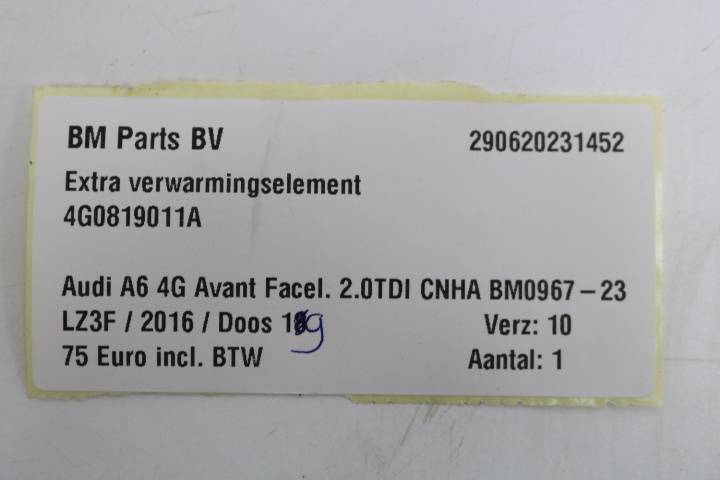 BM Parts BV 290620231452
Extra verwarmingselement
4G0819011A
Audi A6 4G Avant Facel. 2.0TDI CNHA BM0967-23
LZ3F / 2016 / Doos 19 Verz: 10
75 Euro incl. BTW Aantal: 1